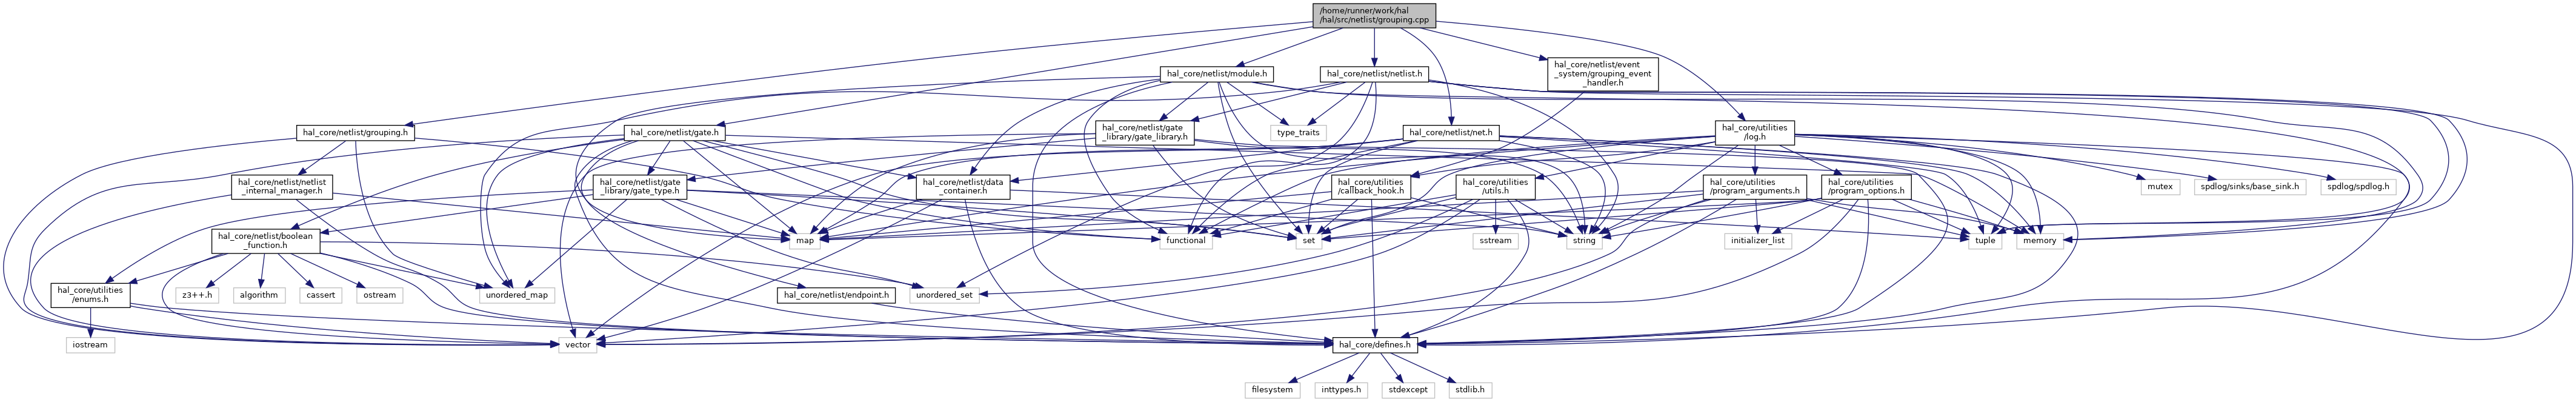 /home/runner/work/hal
/hal/src/netlist/grouping.cpp
hal_core/netlist/module.h
hal_core/netlist/netlist.h
hal_core/netlist/event
_system/grouping_event
_handler.h
hal_core/netlist/grouping.h
hal_core/netlist/gate.h
hal_core/netlist/gate
_library/gate_library.h
type_traits
hal_core/netlist/net.h
hal_core/utilities
/log.h
hal_core/netlist/netlist
_internal_manager.h
hal_core/netlist/gate
_library/gate_type.h
hal_core/netlist/data
_container.h
hal_core/utilities
/callback_hook.h
hal_core/utilities
/utils.h
hal_core/utilities
/program_arguments.h
hal_core/utilities
/program_options.h
mutex
spdlog/sinks/base_sink.h
spdlog/spdlog.h
hal_core/netlist/boolean
_function.h
map
functional
set
sstream
string
initializer_list
tuple
memory
hal_core/utilities
/enums.h
z3++.h
algorithm
cassert
ostream
unordered_map
hal_core/netlist/endpoint.h
unordered_set
iostream
vector
hal_core/defines.h
filesystem
inttypes.h
stdexcept
stdlib.h